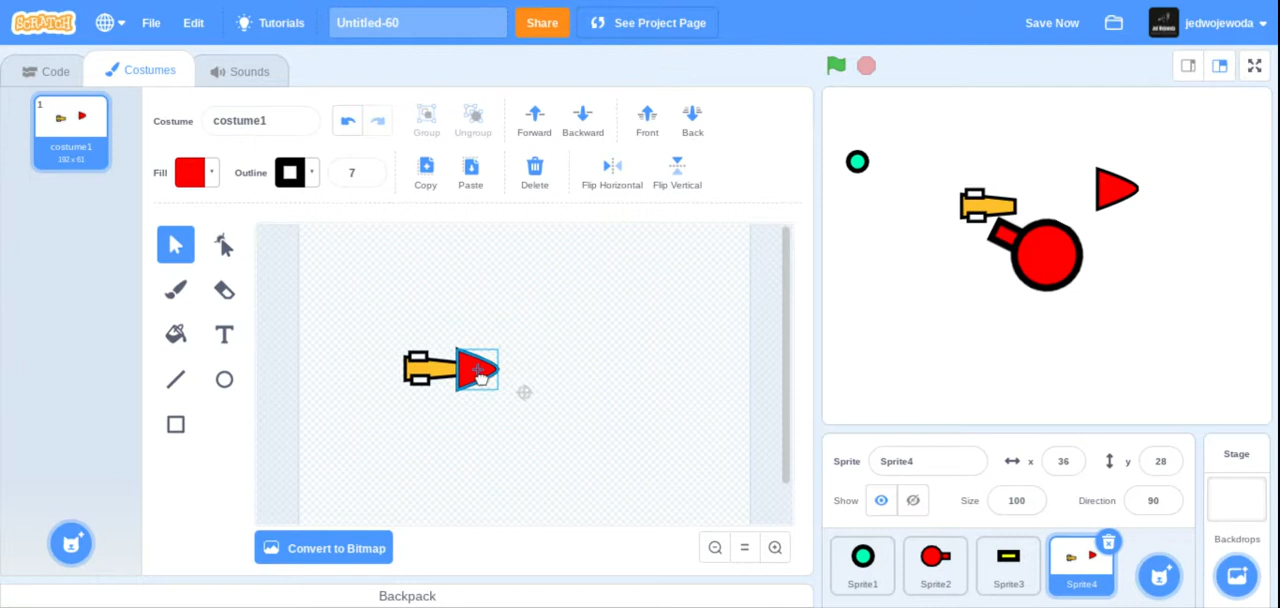 SCRATCH File Edit Tutorials Untitled-60 Share See Project Page Save Now jedwojewoda
Code Costumes Sounds
1
costume1
192 x 61
Costume costume1 Group Ungroup Forward Backward Front Back
Fill Outline 7 Copy Paste Delete Flip Horizontal Flip Vertical
T
Convert to Bitmap
Backpack
Sprite Sprite4 x 36 y 28
Show Size 100 Direction 90
Sprite1 Sprite2 Sprite3 Sprite4
Stage
Backdrops